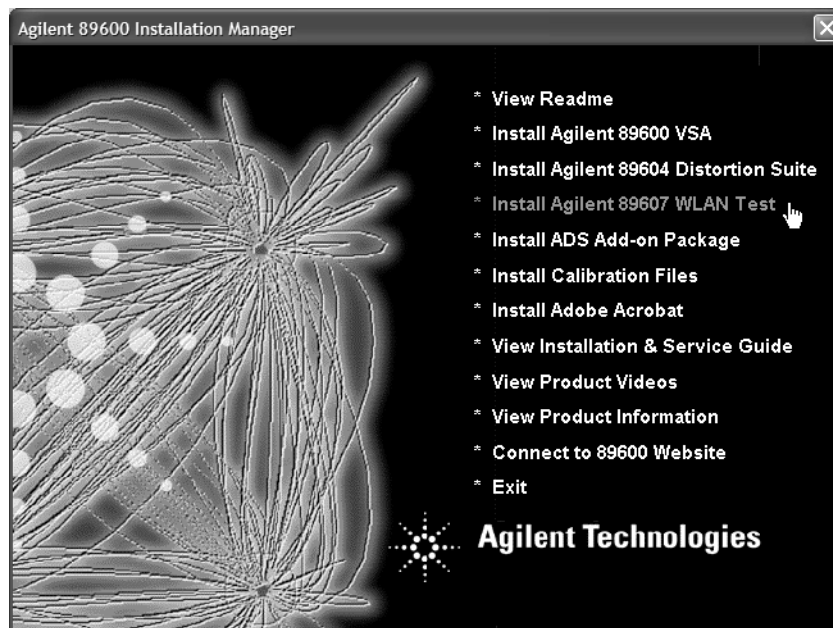 Agilent 89600 Installation Manager
* View Readme
* Install Agilent 89600 VSA
* Install Agilent 89604 Distortion Suite
* Install Agilent 89607 WLAN Test
* Install ADS Add-on Package
* Install Calibration Files
* Install Adobe Acrobat
* View Installation & Service Guide
* View Product Videos
* View Product Information
* Connect to 89600 Website
* Exit
Agilent Technologies